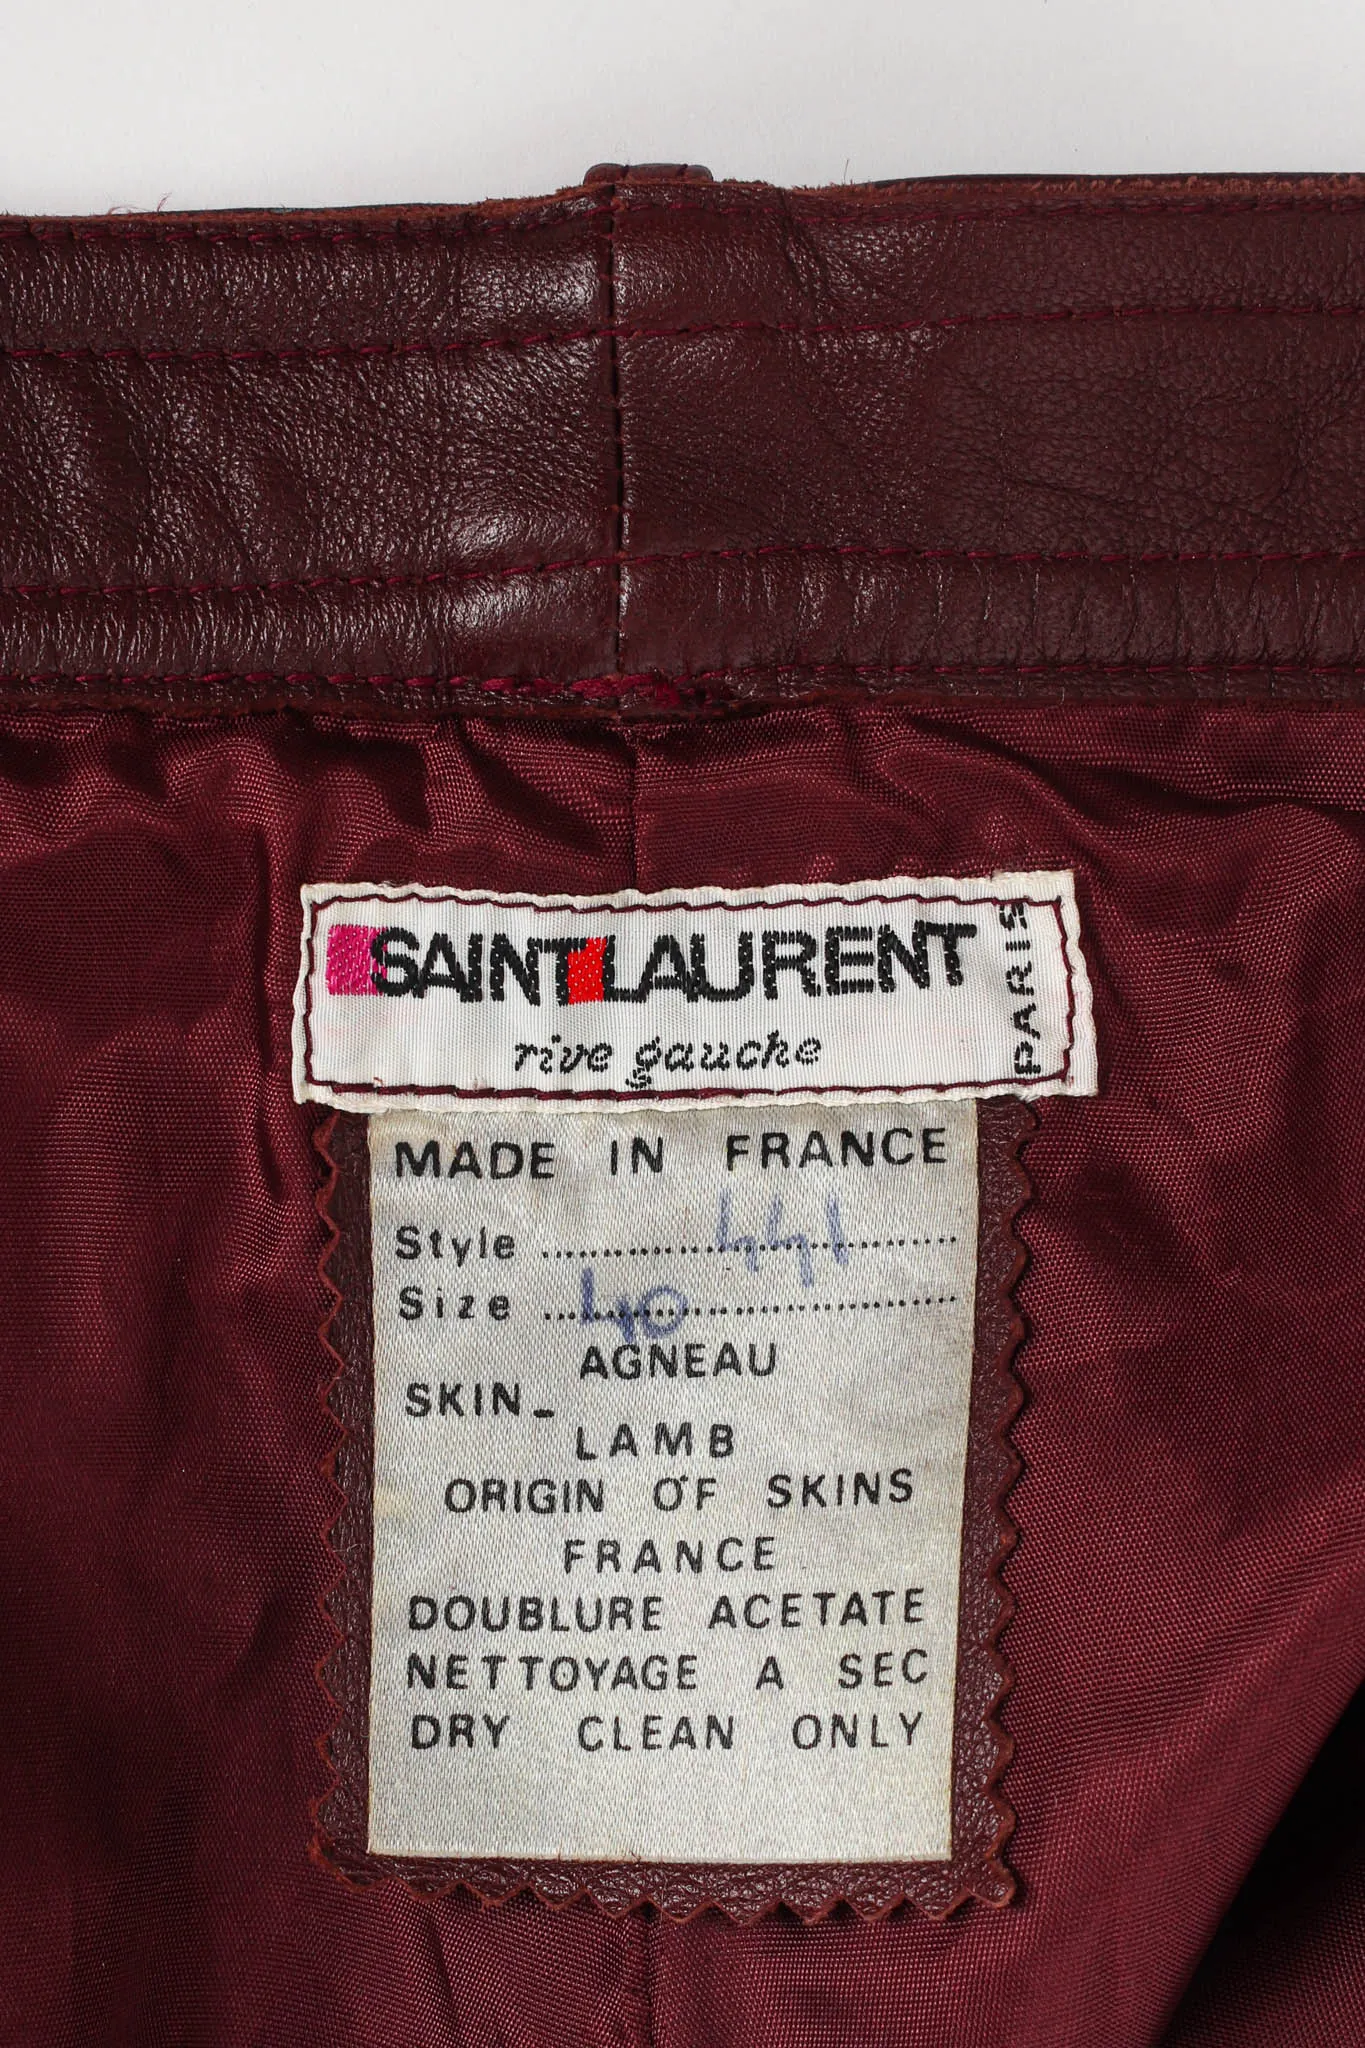 SAINT LAURENT
PARIS
rive gauche
MADE IN FRANCE
Style 441
Size 40
AGNEAU
SKIN_
LAMB
ORIGIN OF SKINS
FRANCE
DOUBLURE ACETATE
NETTOYAGE A SEC
DRY CLEAN ONLY